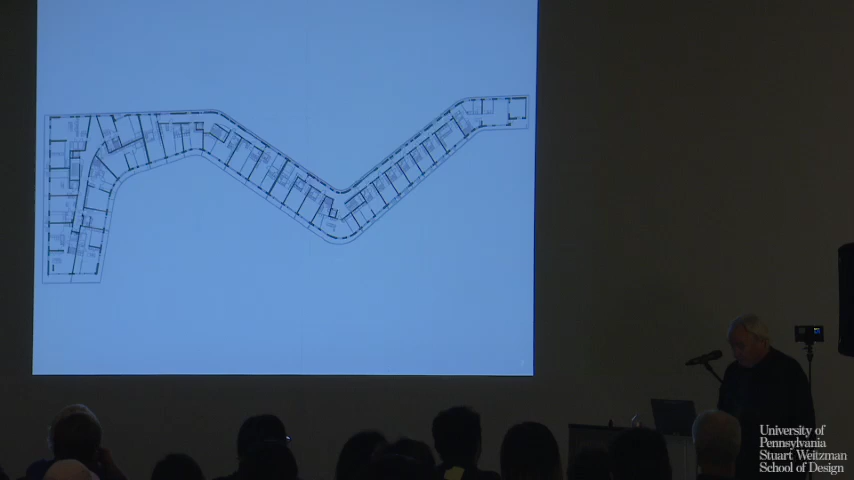 University of
Pennsylvania
Stuart Weitzman
School of Design